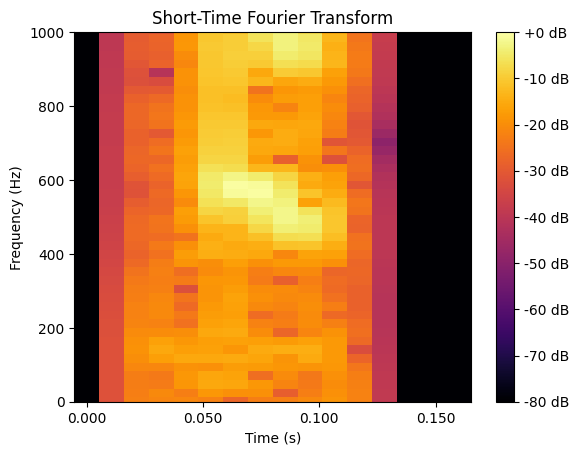 Short-Time Fourier Transform
1000
800
600
400
200
0
Frequency (Hz)
0.000
0.050
0.100
0.150
Time (s)
+0 dB
-10 dB
-20 dB
-30 dB
-40 dB
-50 dB
-60 dB
-70 dB
-80 dB